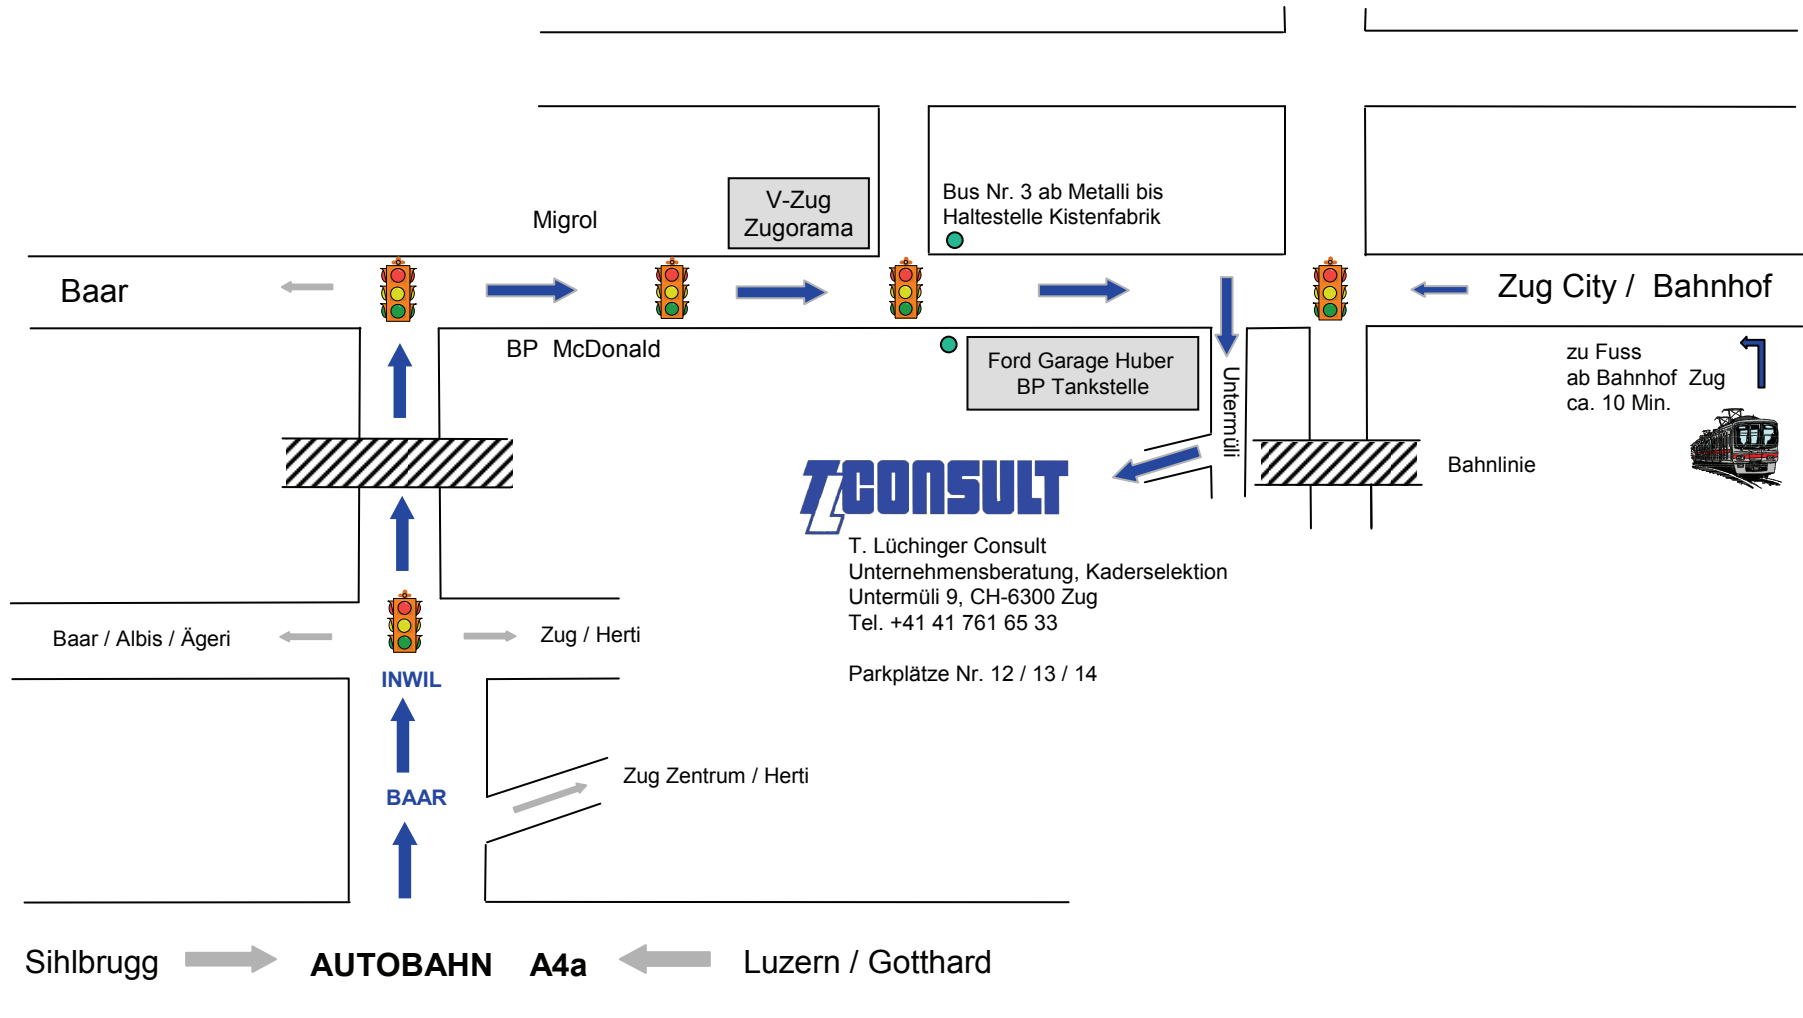 V-Zug
Zugorama
Migrol
Bus Nr. 3 ab Metalli bis
Haltestelle Kistenfabrik
Baar
Zug City / Bahnhof
BP McDonald
Ford Garage Huber
BP Tankstelle
Untermüli
zu Fuss
ab Bahnhof Zug
ca. 10 Min.
Bahnlinie
TL CONSULT
T. Lüchinger Consult
Unternehmensberatung, Kaderselektion
Untermüli 9, CH-6300 Zug
Tel. +41 41 761 65 33
Parkplätze Nr. 12 / 13 / 14
Baar / Albis / Ägeri
Zug / Herti
INWIL
Zug Zentrum / Herti
BAAR
Sihlbrugg
AUTOBAHN A4a
Luzern / Gotthard